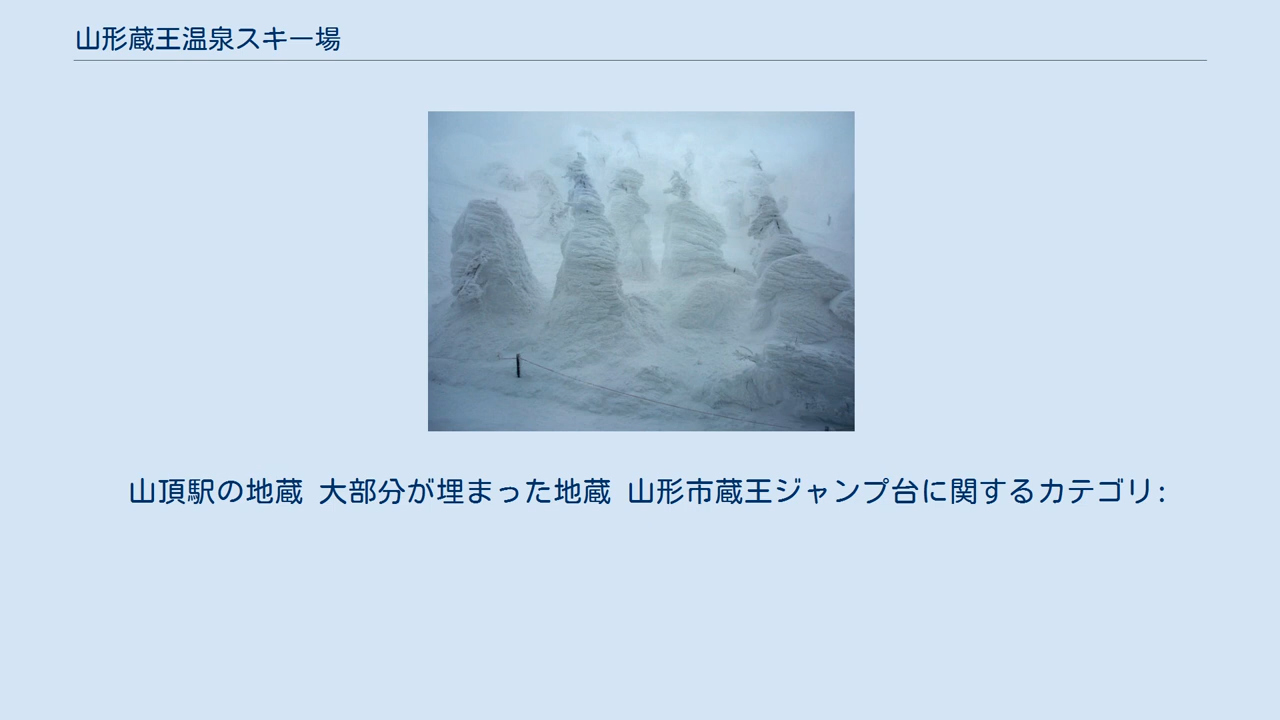 山形蔵王温泉スキー場
山頂駅の地蔵 大部分が埋まった地蔵 山形市蔵王ジャンプ台に関するカテゴリ: